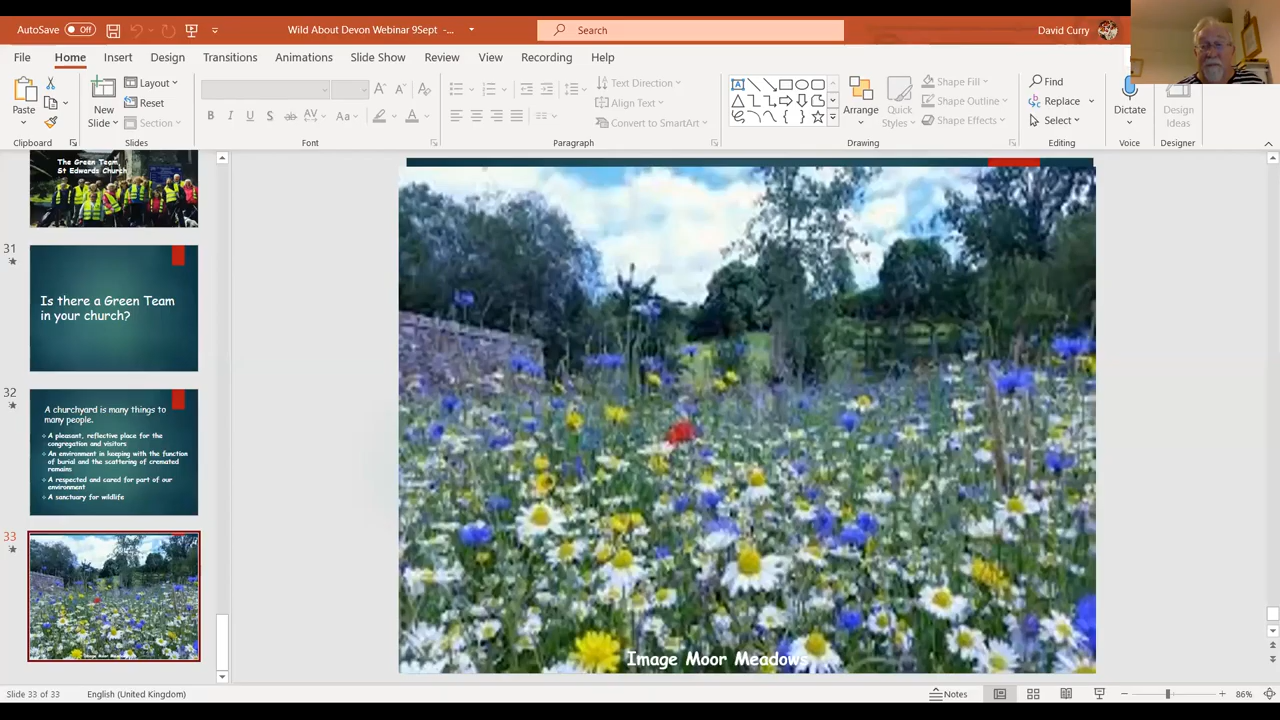 AutoSave Off
Wild About Devon Webinar 9Sept -...
Search
David Curry
File Home Insert Design Transitions Animations Slide Show Review View Recording Help
Paste
Clipboard
New
Slide
Layout
Reset
Section
Slides
Font
Text Direction
Align Text
Convert to SmartArt
Paragraph
Arrange
Quick
Styles
Shape Fill
Shape Outline
Shape Effects
Drawing
Find
Replace
Select
Editing
Dictate
Voice
Design
Ideas
Designer
The Green Team,
St Edwards Church
31
Is there a Green Team
in your church?
32
A churchyard is many things to
many people.
A pleasant, reflective place for the
congregation and visitors
An environment in keeping with the function
of burial and the scattering of cremated
remains
A respected and cared for part of our
environment
A sanctuary for wildlife
33
Image Moor Meadows
Slide 33 of 33 English (United Kingdom)
Notes
86%